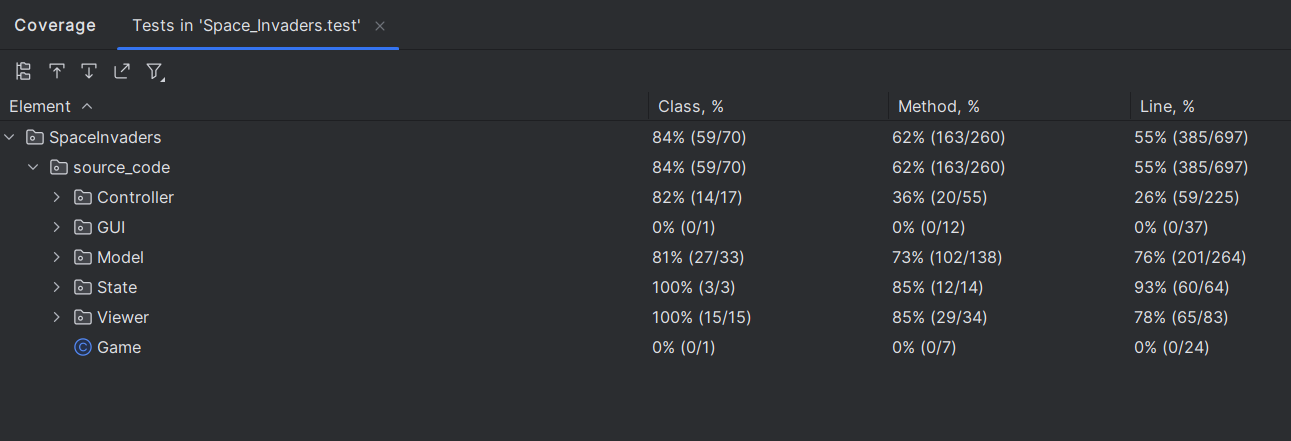 Coverage Tests in 'Space_Invaders.test'
Element Class, % Method, % Line, %
SpaceInvaders 84% (59/70) 62% (163/260) 55% (385/697)
source_code 84% (59/70) 62% (163/260) 55% (385/697)
Controller 82% (14/17) 36% (20/55) 26% (59/225)
GUI 0% (0/1) 0% (0/12) 0% (0/37)
Model 81% (27/33) 73% (102/138) 76% (201/264)
State 100% (3/3) 85% (12/14) 93% (60/64)
Viewer 100% (15/15) 85% (29/34) 78% (65/83)
C Game 0% (0/1) 0% (0/7) 0% (0/24)